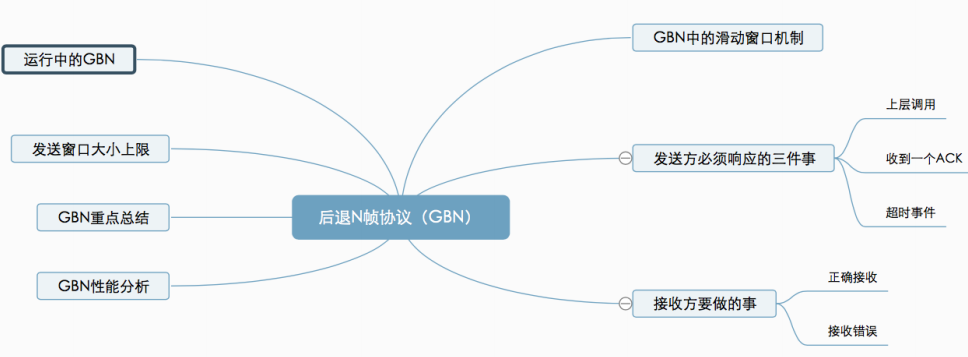 GBN中的滑动窗口机制
运行中的GBN
上层调用
发送窗口大小上限
发送方必须响应的三件事
收到一个ACK
GBN重点总结
后退N帧协议（GBN）
超时事件
GBN性能分析
正确接收
接收方要做的事
接收错误